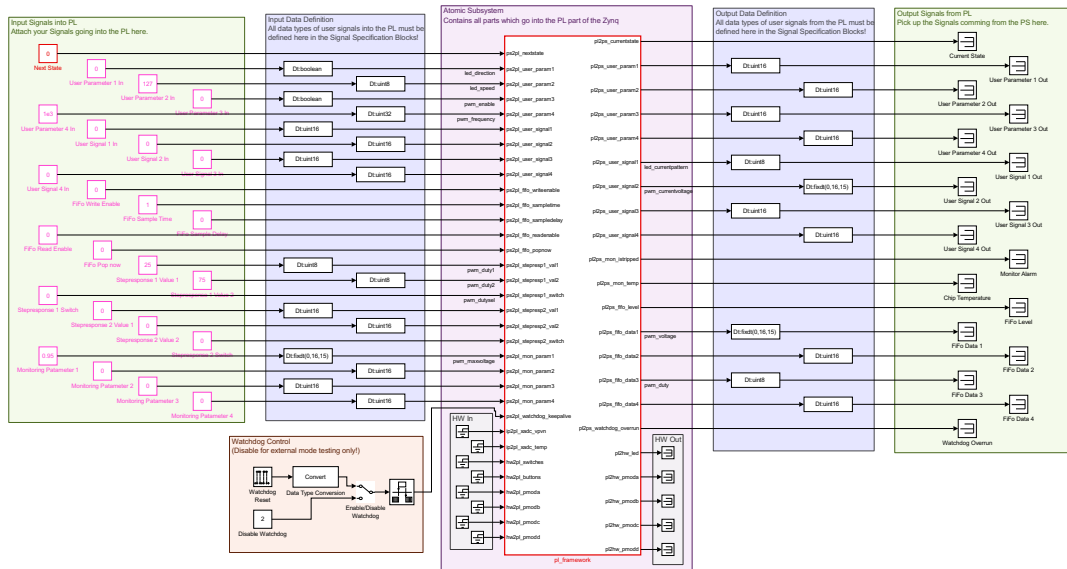 Input Signals into PL
Attach your Signals going into the PL here.
0
Next State
0
User Parameter 1 In
127
User Parameter 2 In
0
User Parameter 3 In
1e3
User Parameter 4 In
0
User Signal 1 In
0
User Signal 2 In
0
User Signal 3 In
0
User Signal 4 In
0
FiFo Write Enable
1
FiFo Sample Time
0
FiFo Sample Delay
0
FiFo Read Enable
0
FiFo Pop now
25
Stepresponse 1 Value 1
75
Stepresponse 1 Value 2
0
Stepresponse 1 Switch
0
Stepresponse 2 Value 1
0
Stepresponse 2 Value 2
0
Stepresponse 2 Switch
0.95
Monitoring Patameter 1
0
Monitoring Patameter 2
0
Monitoring Patameter 3
0
Monitoring Patameter 4
Input Data Definition
All data types of user signals into the PL must be
defined here in the Signal Specification Blocks!
Dt:boolean
Dt:uint8
Dt:boolean
Dt:uint32
Dt:uint16
Dt:uint16
Dt:uint16
Dt:uint16
Dt:uint8
Dt:uint8
Dt:uint16
Dt:uint16
Dt:fixdt(0,16,15)
Dt:uint16
Dt:uint16
Dt:uint16
Watchdog Control
(Disable for external mode testing only!)
Watchdog
Reset
Convert
Data Type Conversion
2
Disable Watchdog
Enable/Disable
Watchdog
Atomic Subsystem
Contains all parts which go into the PL part of the Zynq
led_direction
led_speed
pwm_enable
pwm_frequency
pwm_duty1
pwm_duty2
pwm_dutysel
pwm_maxvoltage
HW In
ps2pl_nextstate
ps2pl_user_param1
ps2pl_user_param2
ps2pl_user_param3
ps2pl_user_param4
ps2pl_user_signal1
ps2pl_user_signal2
ps2pl_user_signal3
ps2pl_user_signal4
ps2pl_fifo_writeenable
ps2pl_fifo_sampletime
ps2pl_fifo_sampledelay
ps2pl_fifo_readenable
ps2pl_fifo_popnow
ps2pl_stepresp1_val1
ps2pl_stepresp1_val2
ps2pl_stepresp1_switch
ps2pl_stepresp2_val1
ps2pl_stepresp2_val2
ps2pl_stepresp2_switch
ps2pl_mon_param1
ps2pl_mon_param2
ps2pl_mon_param3
ps2pl_mon_param4
ps2pl_watchdog_keepalive
ip2pl_xadc_vpvn
ip2pl_xadc_temp
hw2pl_switches
hw2pl_buttons
hw2pl_pmoda
hw2pl_pmodb
hw2pl_pmodc
hw2pl_pmodd
pl2ps_currentstate
pl2ps_user_param1
pl2ps_user_param2
pl2ps_user_param3
pl2ps_user_param4
pl2ps_user_signal1
pl2ps_user_signal2
pl2ps_user_signal3
pl2ps_user_signal4
pl2ps_mon_istripped
pl2ps_mon_temp
pl2ps_fifo_level
pl2ps_fifo_data1
pl2ps_fifo_data2
pl2ps_fifo_data3
pl2ps_fifo_data4
pl2ps_watchdog_overrun
pl2hw_led
pl2hw_pmoda
pl2hw_pmodb
pl2hw_pmodc
pl2hw_pmodd
pl_framework
led_currentpattern
pwm_currentvoltage
pwm_voltage
pwm_duty
HW Out
Output Data Definition
All data types of user signals from the PL must be
defined here in the Signal Specification Blocks!
Dt:uint16
Dt:uint16
Dt:uint16
Dt:uint16
Dt:uint8
Dt:fixdt(0,16,15)
Dt:uint16
Dt:uint16
Dt:fixdt(0,16,15)
Dt:uint16
Dt:uint8
Dt:uint16
Output Signals from PL
Pick up the Signals comming from the PS here.
Current State
User Parameter 1 Out
User Parameter 2 Out
User Parameter 3 Out
User Parameter 4 Out
User Signal 1 Out
User Signal 2 Out
User Signal 3 Out
User Signal 4 Out
Monitor Alarm
Chip Temperature
FiFo Level
FiFo Data 1
FiFo Data 2
FiFo Data 3
FiFo Data 4
Watchdog Overrun